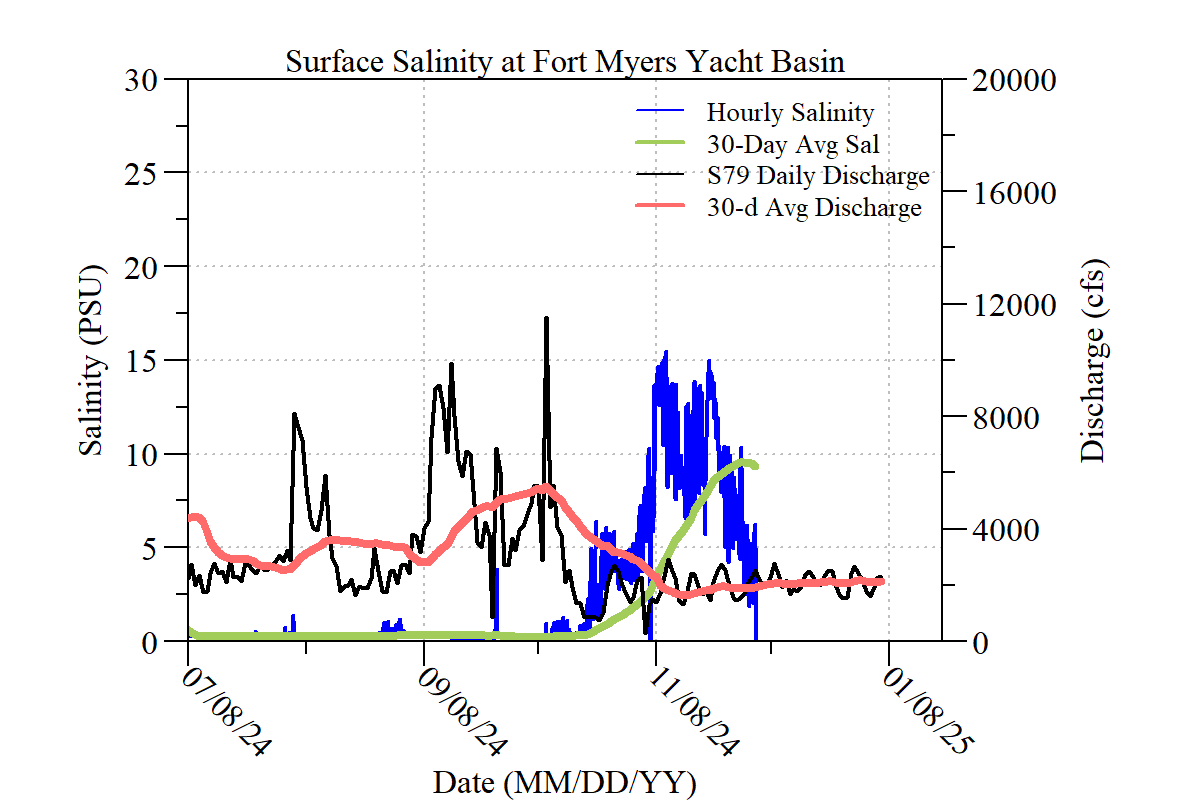 Surface Salinity at Fort Myers Yacht Basin
30
25
20
15
10
5
0
Salinity (PSU)
Hourly Salinity
30-Day Avg Sal
S79 Daily Discharge
30-d Avg Discharge
20000
16000
12000
8000
4000
0
Discharge (cfs)
07/08/24
09/08/24
11/08/24
01/08/25
Date (MM/DD/YY)